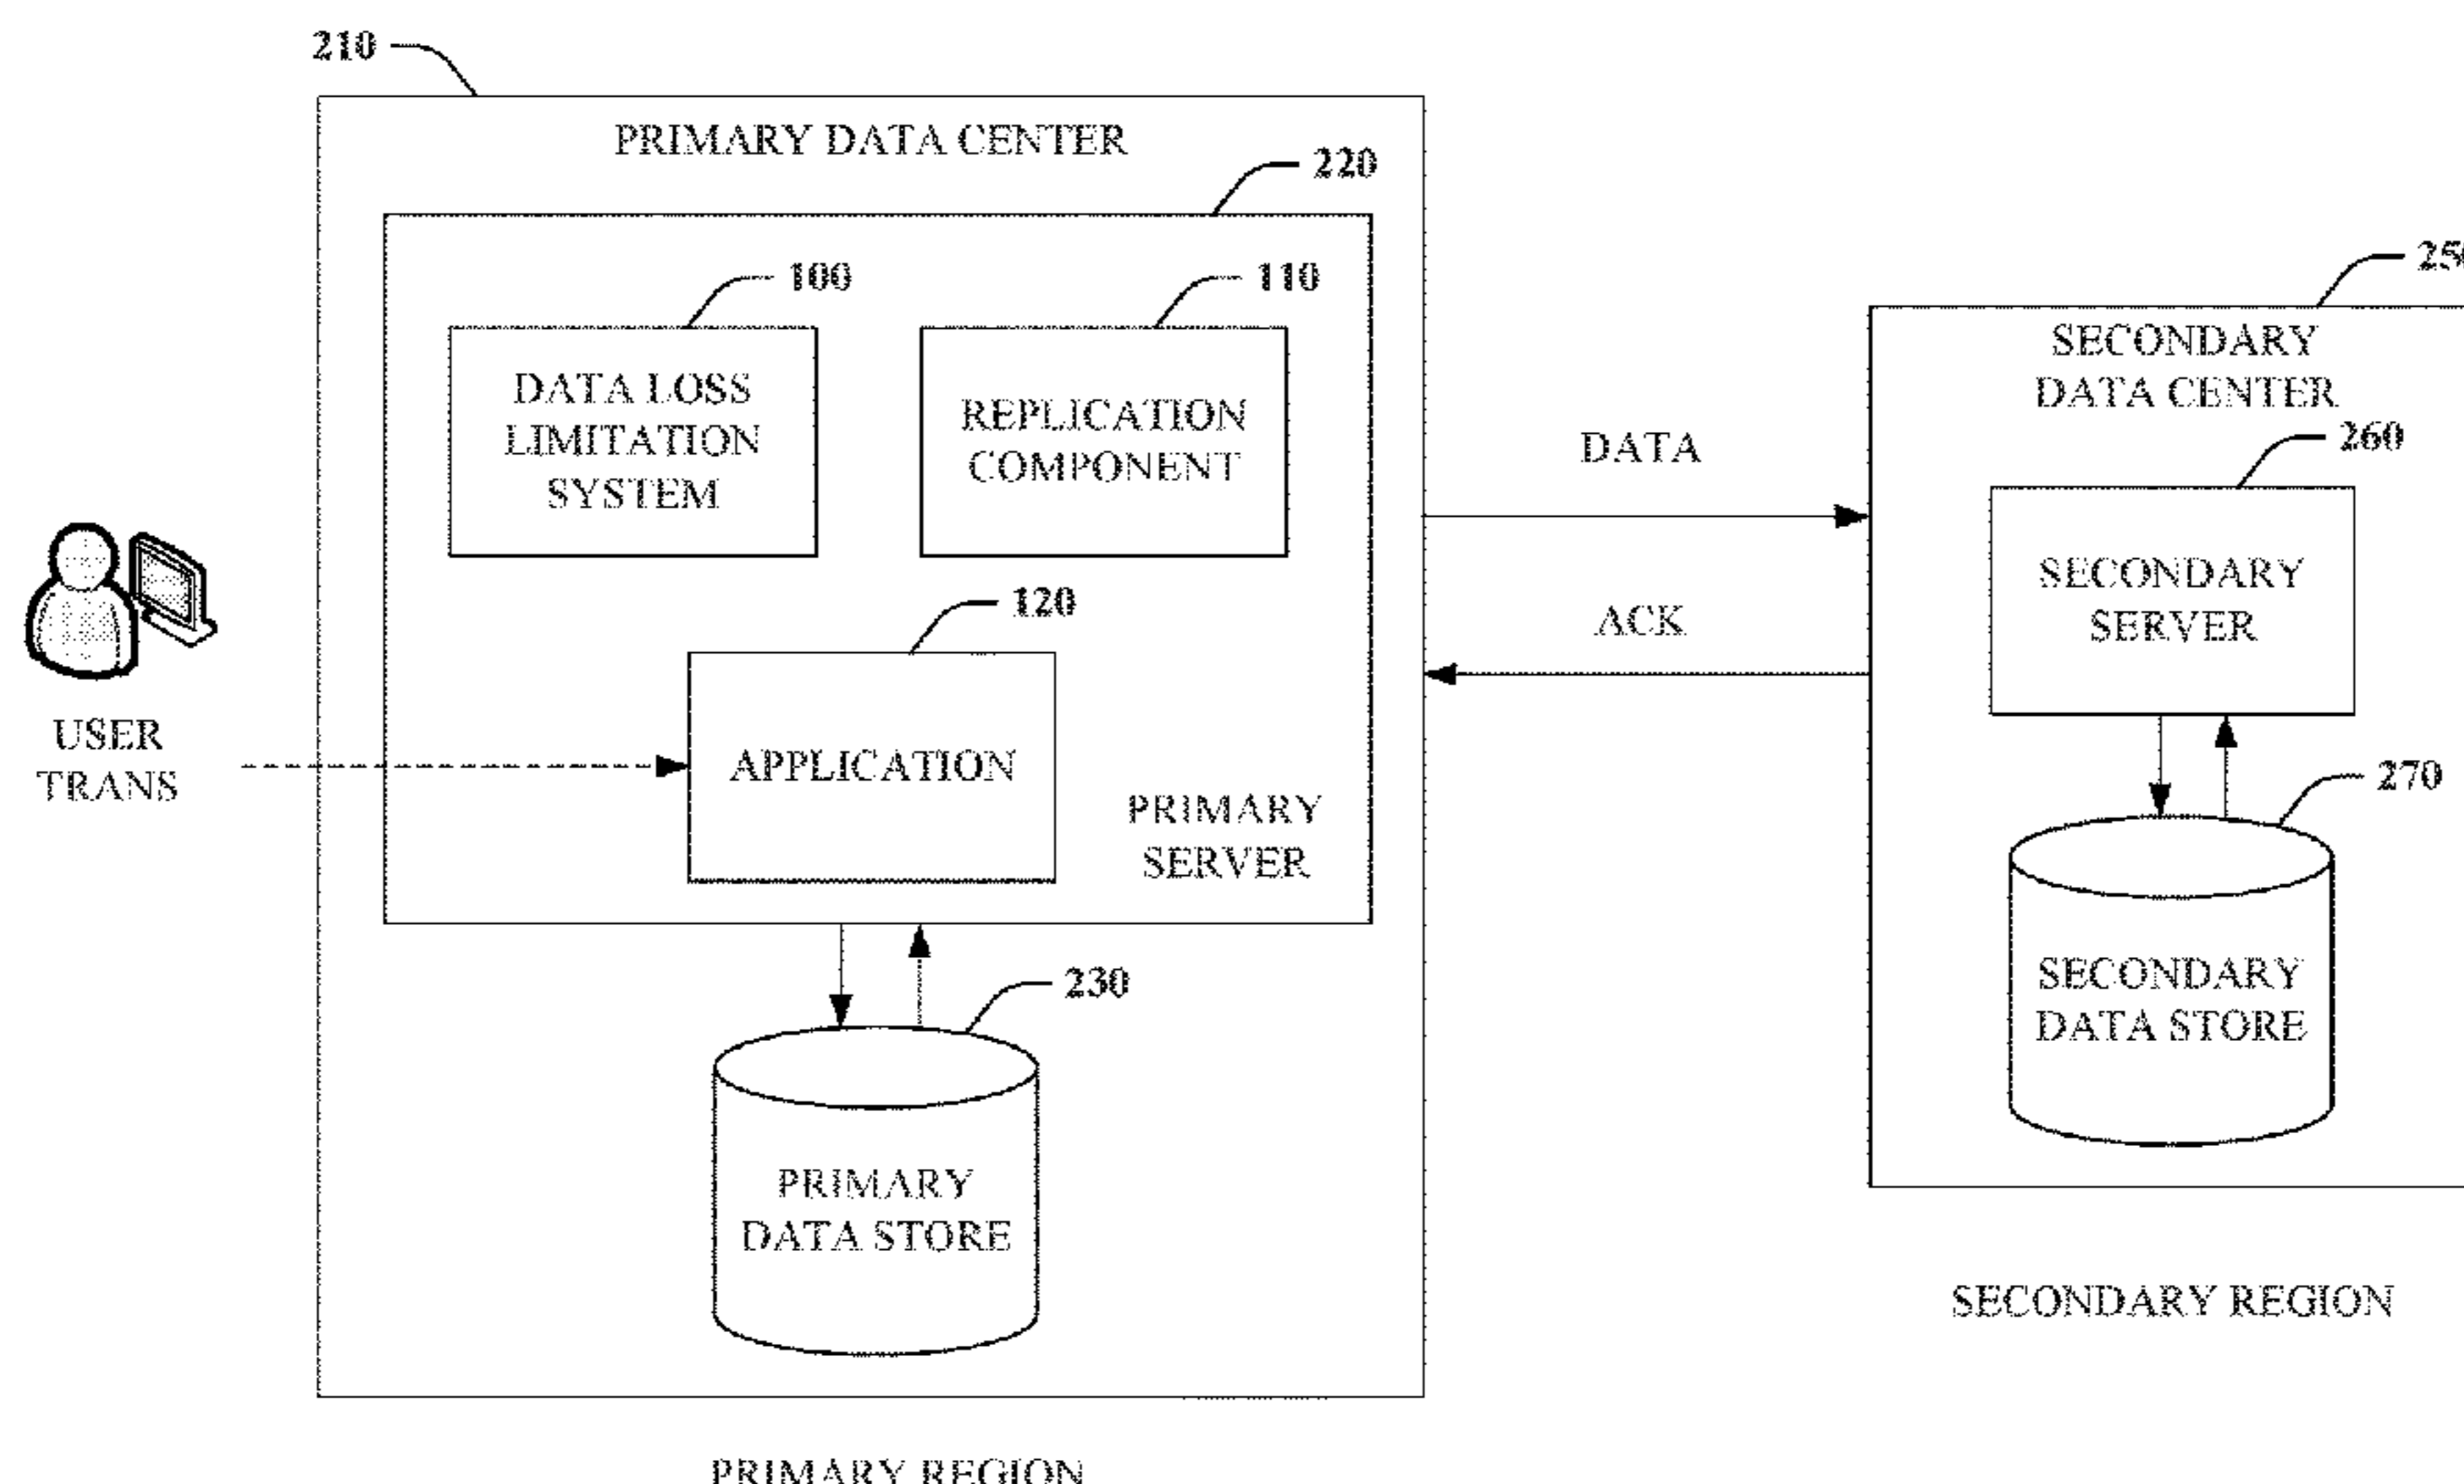 210
PRIMARY DATA CENTER
220
100
110
DATA LOSS
LIMITATION
SYSTEM
REPLICATION
COMPONENT
120
APPLICATION
PRIMARY
SERVER
USER
TRANS
230
PRIMARY
DATA STORE
PRIMARY REGION
DATA
ACK
SECONDARY
DATA CENTER
260
SECONDARY
SERVER
270
SECONDARY
DATA STORE
SECONDARY REGION